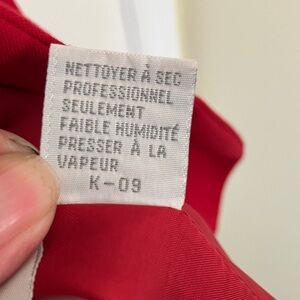 NETTOYER À SEC
PROFESSIONNEL
SEULEMENT
FAIBLE HUMIDITÉ
PRESSER À LA
VAPEUR
K-09